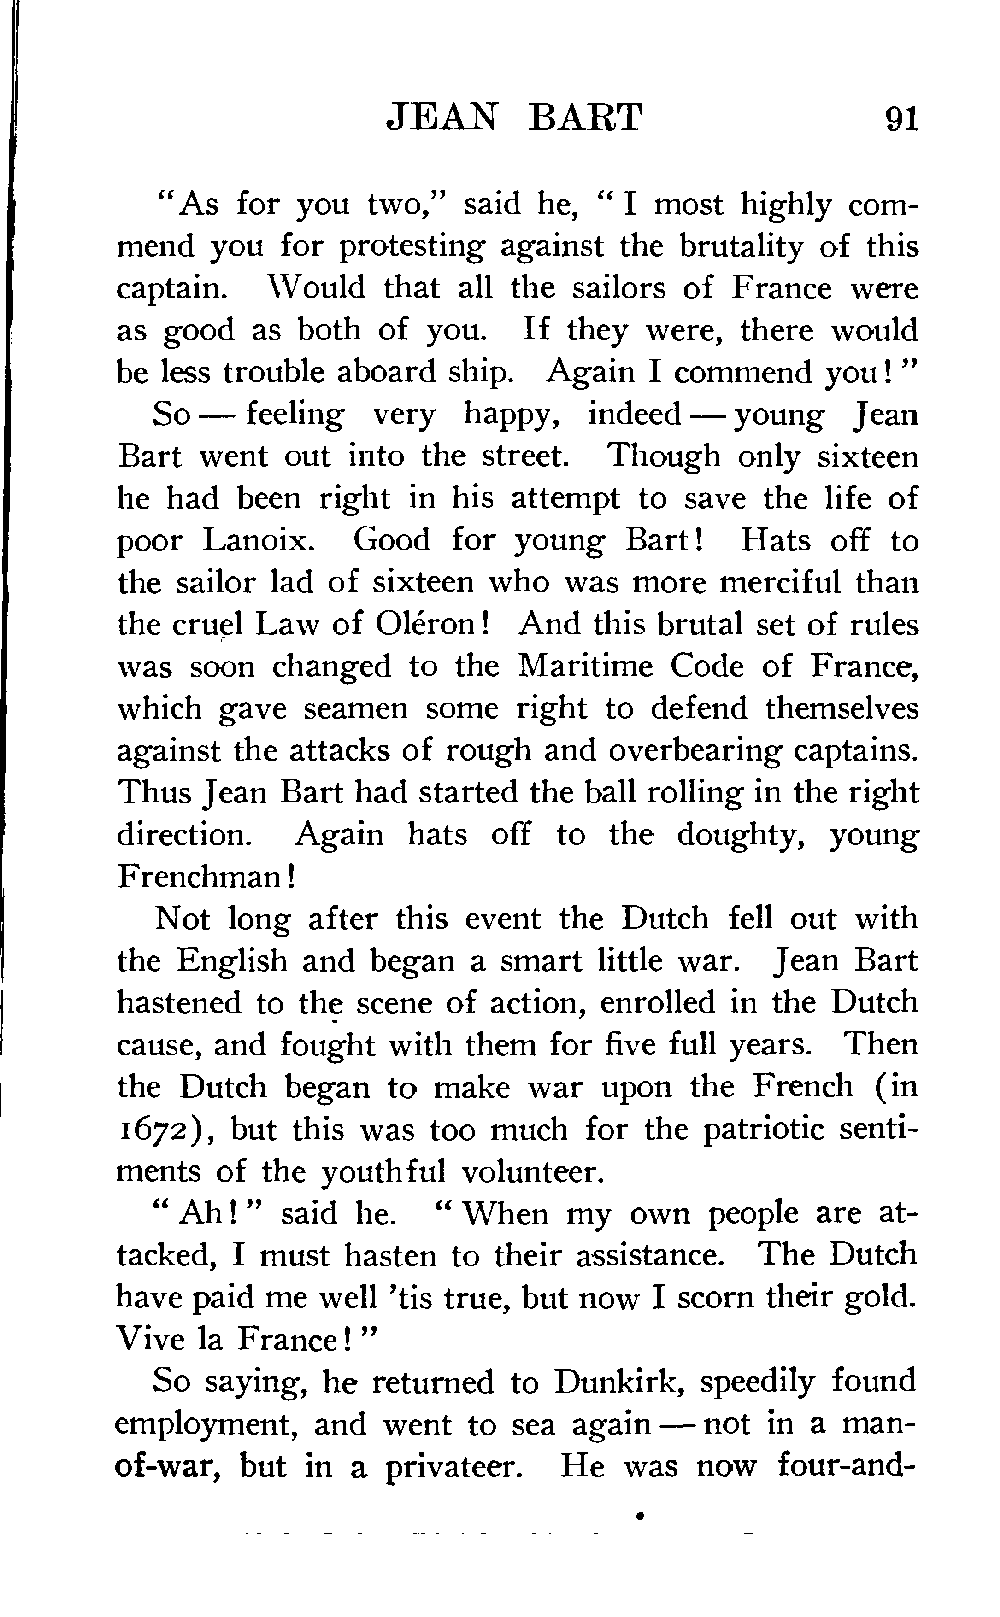 JEAN BART 91
“As for you two,” said he, “ I most highly com-
mend you for protesting against the brutality of this
captain. Would that all the sailors of France were
as good as both of you. If they were, there would
be less trouble aboard ship. Again I commend you! ”
So — feeling very happy, indeed — young Jean
Bart went out into the street. Though only sixteen
he had been right in his attempt to save the life of
poor Lanoix. Good for young Bart! Hats off to
the sailor lad of sixteen who was more merciful than
the cruel Law of Oléron! And this brutal set of rules
was soon changed to the Maritime Code of France,
which gave seamen some right to defend themselves
against the attacks of rough and overbearing captains.
Thus Jean Bart had started the ball rolling in the right
direction. Again hats off to the doughty, young
Frenchman!
Not long after this event the Dutch fell out with
the English and began a smart little war. Jean Bart
hastened to the scene of action, enrolled in the Dutch
cause, and fought with them for five full years. Then
the Dutch began to make war upon the French (in
1672), but this was too much for the patriotic senti-
ments of the youthful volunteer.
“ Ah! ” said he. “ When my own people are at-
tacked, I must hasten to their assistance. The Dutch
have paid me well ’tis true, but now I scorn their gold.
Vive la France! ”
So saying, he returned to Dunkirk, speedily found
employment, and went to sea again — not in a man-
of-war, but in a privateer. He was now four-and-